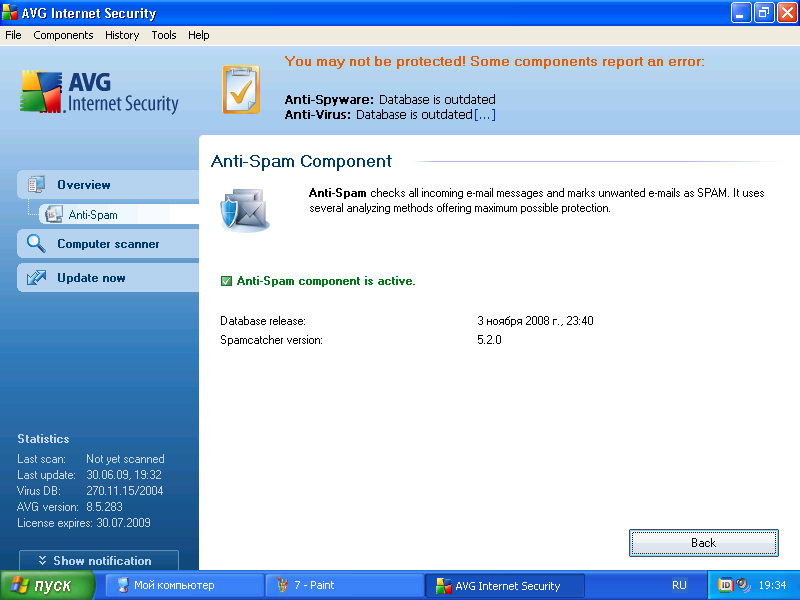 AVG Internet Security
File Components History Tools Help
AVG
Internet Security
You may not be protected! Some components report an error:
Anti-Spyware: Database is outdated
Anti-Virus: Database is outdated[...]
Anti-Spam Component
Overview
Anti-Spam
Computer scanner
Update now
Anti-Spam checks all incoming e-mail messages and marks unwanted e-mails as SPAM. It uses
several analyzing methods offering maximum possible protection.
Anti-Spam component is active.
Database release: 3 ноября 2008 г., 23:40
Spamcatcher version: 5.2.0
Statistics
Last scan: Not yet scanned
Last update: 30.06.09, 19:32
Virus DB: 270.11.15/2004
AVG version: 8.5.283
License expires: 30.07.2009
Show notification
Back
пуск Мой компьютер 7 - Paint AVG Internet Security RU ID 19:34